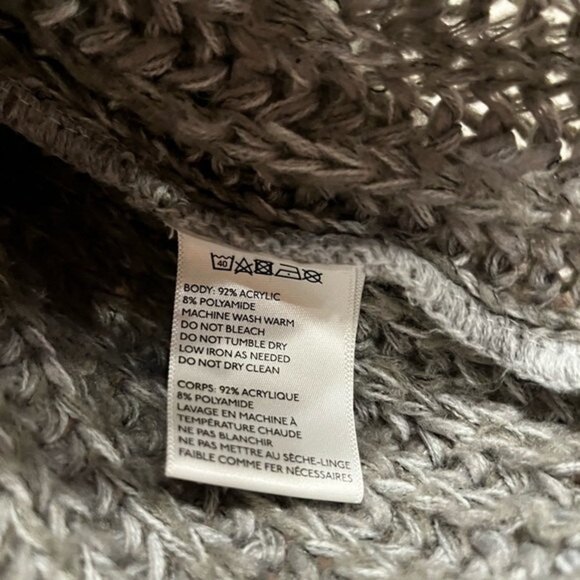 40
BODY: 92% ACRYLIC
8% POLYAMIDE
MACHINE WASH WARM
DO NOT BLEACH
DO NOT TUMBLE DRY
LOW IRON AS NEEDED
DO NOT DRY CLEAN
CORPS: 92% ACRYLIQUE
8% POLYAMIDE
LAVAGE EN MACHINE À
TEMPÉRATURE CHAUDE
NE PAS BLANCHIR
NE PAS METTRE AU SÈCHE-LINGE
FAIBLE COMME FER NÉCESSAIRES